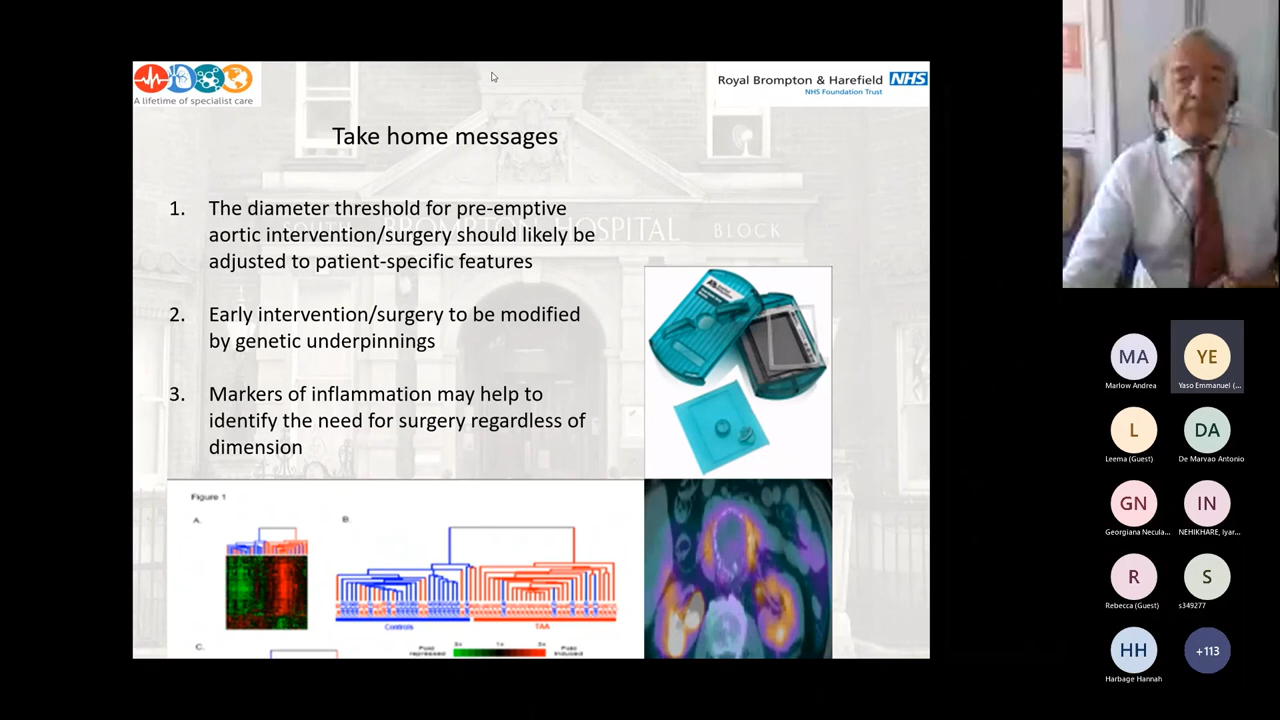 A lifetime of specialist care
Royal Brompton & Harefield NHS
NHS Foundation Trust
Take home messages
1. The diameter threshold for pre-emptive
aortic intervention/surgery should likely be
adjusted to patient-specific features
2. Early intervention/surgery to be modified
by genetic underpinnings
3. Markers of inflammation may help to
identify the need for surgery regardless of
dimension
BROMPTON HOSPITAL
BLOCK
Figure 1
A.
B.
Controls
TAA
C.
Fold
repressed
3x
1x
3x
Fold
induced
MA
Marlow Andrea
YE
Yaso Emmanuel (...
L
Leema (Guest)
DA
De Marvao Antonio
GN
Georgiana Necula...
IN
NEHIKHARE, Iyar...
R
Rebecca (Guest)
S
s349277
HH
Harbage Hannah
+113